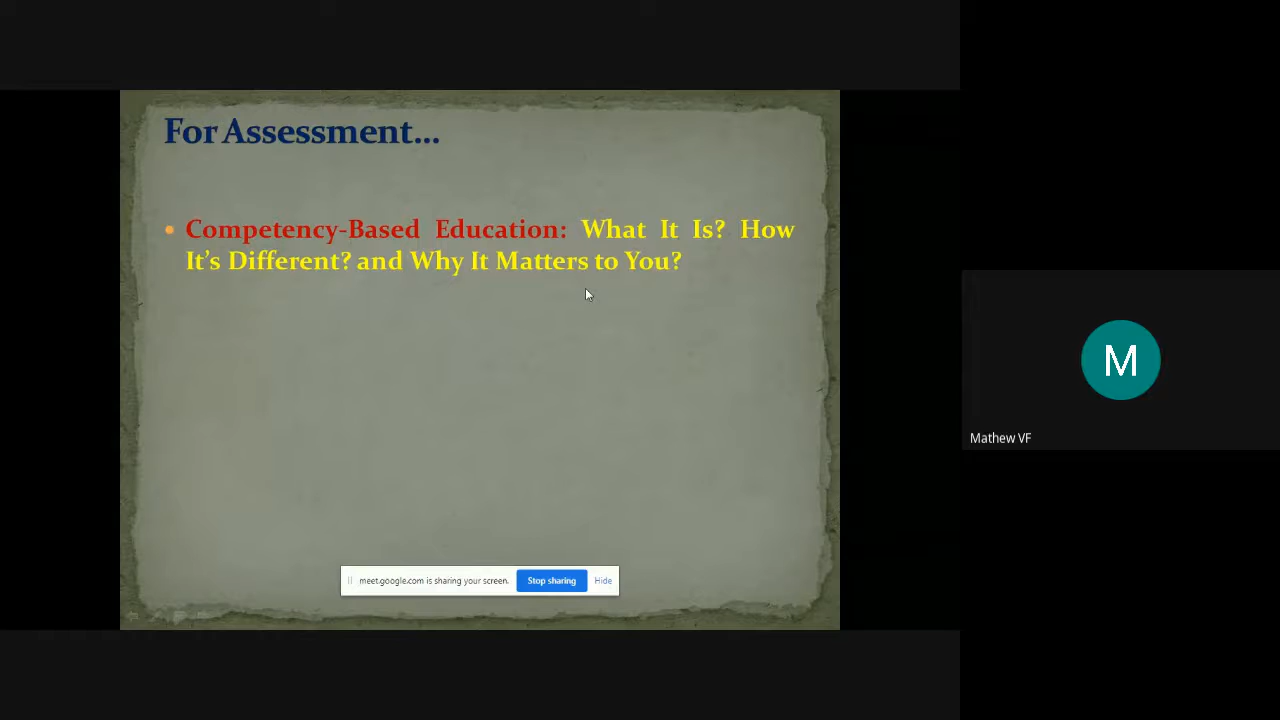 For Assessment...
• Competency-Based Education: What It Is? How
It's Different? and Why It Matters to You?
M
Mathew VF
meet.google.com is sharing your screen.
Stop sharing
Hide